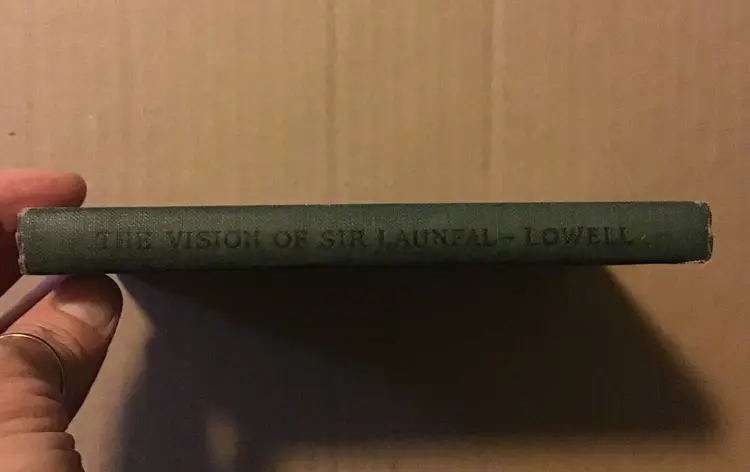 THE VISION OF SIR LAUNFAL - LOWELL